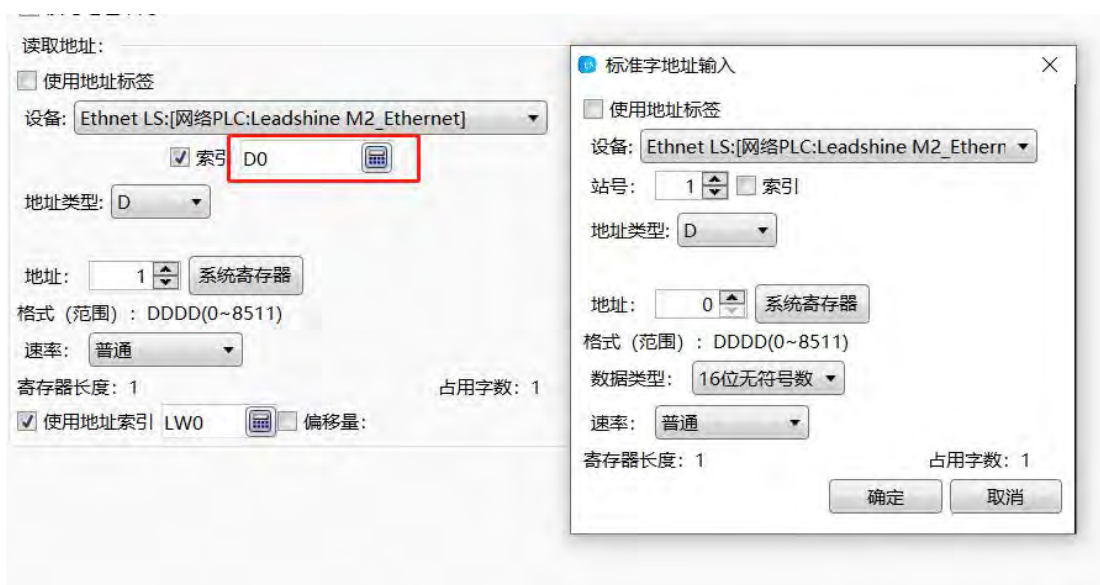 读取地址:
使用地址标签
设备: Ethnet LS:[网络PLC:Leadshine M2_Ethernet]
索引 D0
地址类型: D
地址: 1 系统寄存器
格式 (范围) : DDDD(0~8511)
速率: 普通
寄存器长度: 1 占用字数: 1
使用地址索引 LW0 偏移量:
标准字地址输入
使用地址标签
设备: Ethnet LS:[网络PLC:Leadshine M2_Ethern
站号: 1 索引
地址类型: D
地址: 0 系统寄存器
格式 (范围) : DDDD(0~8511)
数据类型: 16位无符号数
速率: 普通
寄存器长度: 1 占用字数: 1
确定 取消